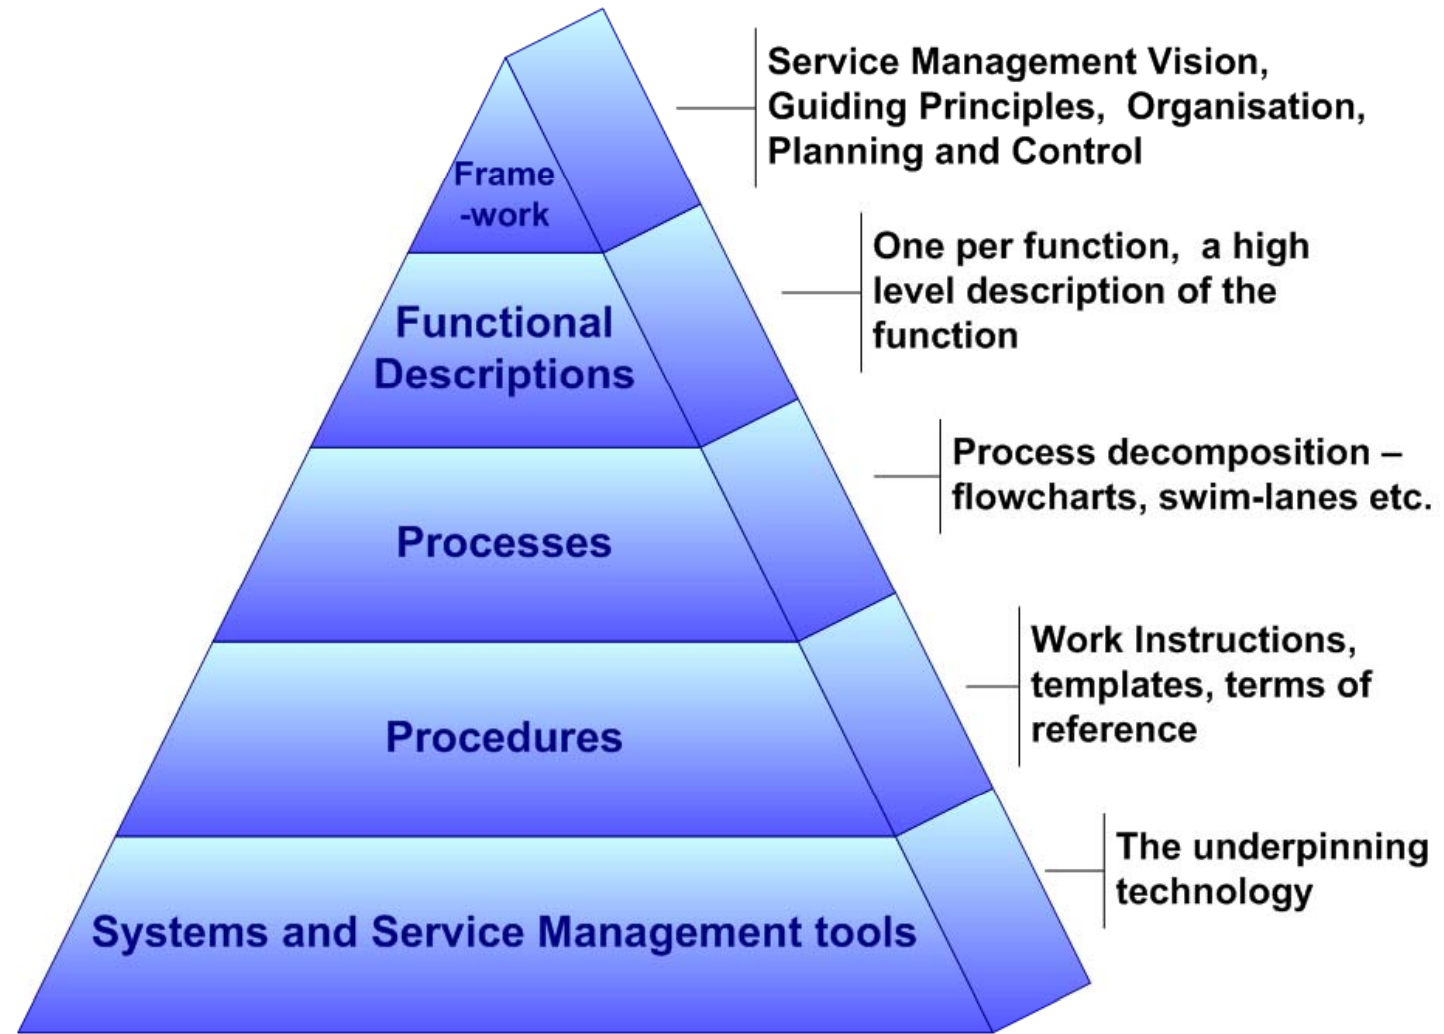 Frame
-work
Service Management Vision,
Guiding Principles,  Organisation,
Planning and Control
Functional
Descriptions
One per function,  a high
level description of the
function
Processes
Process decomposition –
flowcharts, swim-lanes etc.
Procedures
Work Instructions,
templates, terms of
reference
Systems and Service Management tools
The underpinning
technology